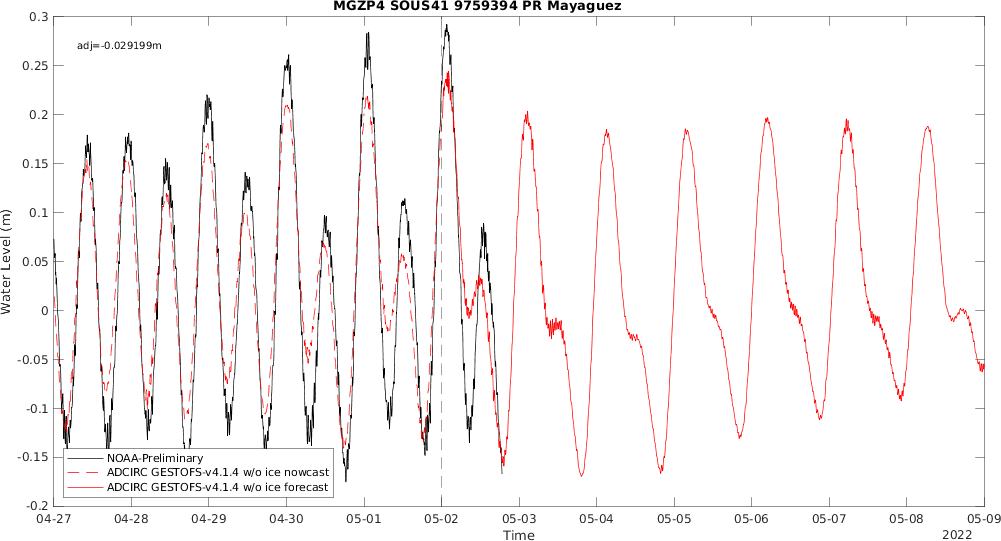 MGZP4 SOUS41 9759394 PR Mayaguez
adj=-0.029199m
0.3
0.25
0.2
0.15
0.1
0.05
0
-0.05
-0.1
-0.15
-0.2
Water Level (m)
NOAA-Preliminary
ADCIRC GESTOFS-v4.1.4 w/o ice nowcast
ADCIRC GESTOFS-v4.1.4 w/o ice forecast
04-27 04-28 04-29 04-30 05-01 05-02 05-03 05-04 05-05 05-06 05-07 05-08 05-09
Time
2022